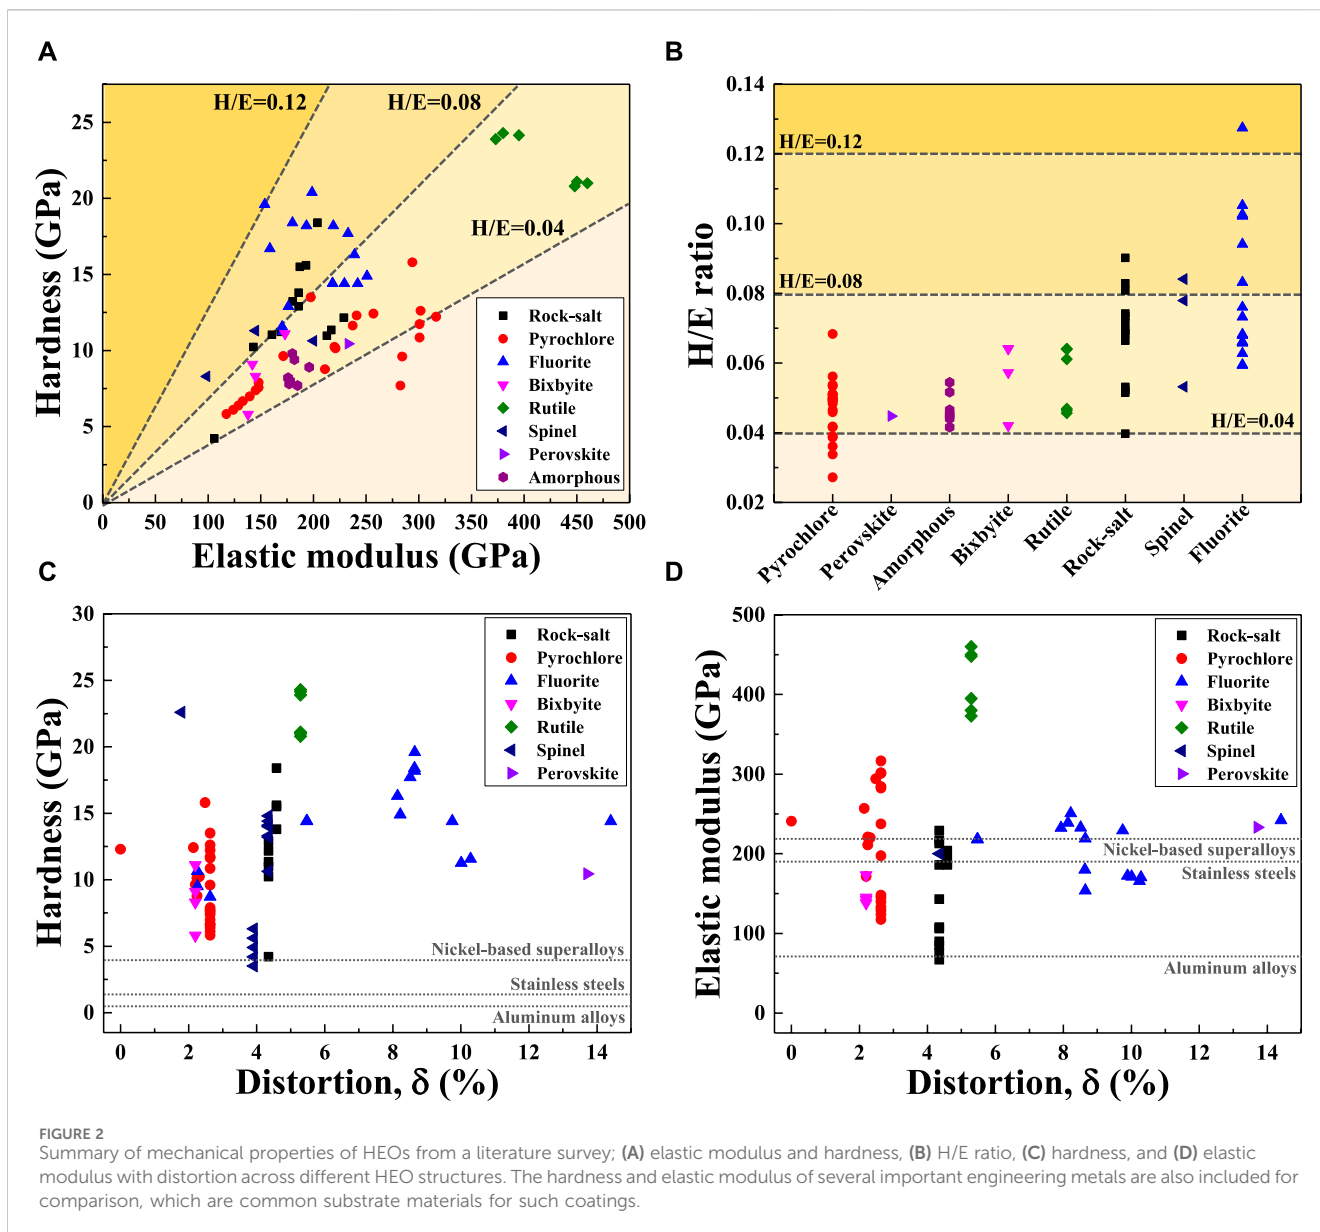 A
H/E=0.12
H/E=0.08
H/E=0.04
Hardness (GPa)
25
20
15
10
5
0
Rock-salt
Pyrochlore
Fluorite
Bixbyite
Rutile
Spinel
Perovskite
Amorphous
0 50 100 150 200 250 300 350 400 450 500
Elastic modulus (GPa)
B
H/E ratio
0.14
0.12
0.10
0.08
0.06
0.04
0.02
H/E=0.12
H/E=0.08
H/E=0.04
Pyrochlore
Perovskite
Amorphous
Bixbyite
Rutile
Rock-salt
Spinel
Fluorite
C
Hardness (GPa)
30
25
20
15
10
5
0
Rock-salt
Pyrochlore
Fluorite
Bixbyite
Rutile
Spinel
Perovskite
Nickel-based superalloys
Stainless steels
Aluminum alloys
0 2 4 6 8 10 12 14
Distortion, δ (%)
D
Elastic modulus (GPa)
500
400
300
200
100
0
Rock-salt
Pyrochlore
Fluorite
Bixbyite
Rutile
Spinel
Perovskite
Nickel-based superalloys
Stainless steels
Aluminum alloys
0 2 4 6 8 10 12 14
Distortion, δ (%)
FIGURE 2
Summary of mechanical properties of HEOs from a literature survey; (A) elastic modulus and hardness, (B) H/E ratio, (C) hardness, and (D) elastic
modulus with distortion across different HEO structures. The hardness and elastic modulus of several important engineering metals are also included for
comparison, which are common substrate materials for such coatings.